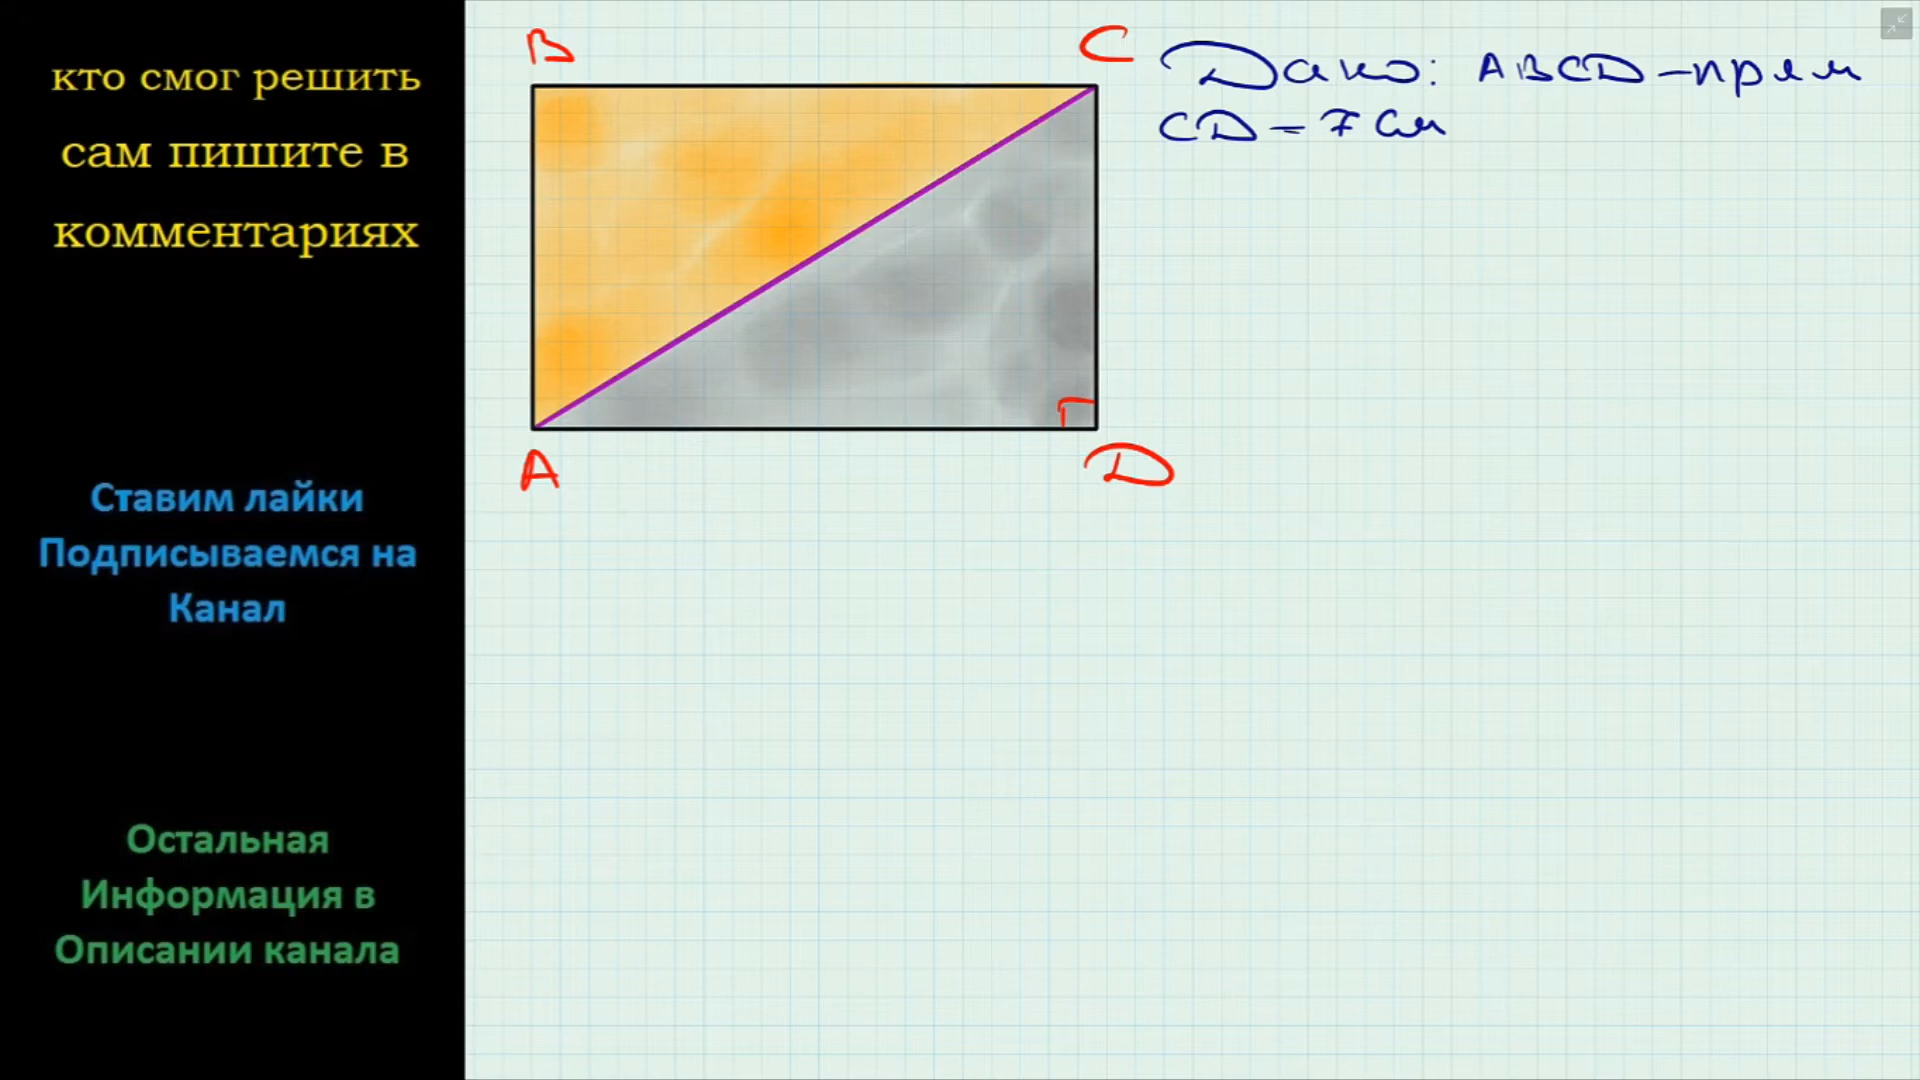 кто смог решить
сам пишите в
комментариях
Ставим лайки
Подписываемся на
Канал
Остальная
Информация в
Описании канала
B
C
A
D
Дано: ABCD - прям
CD = 7 см